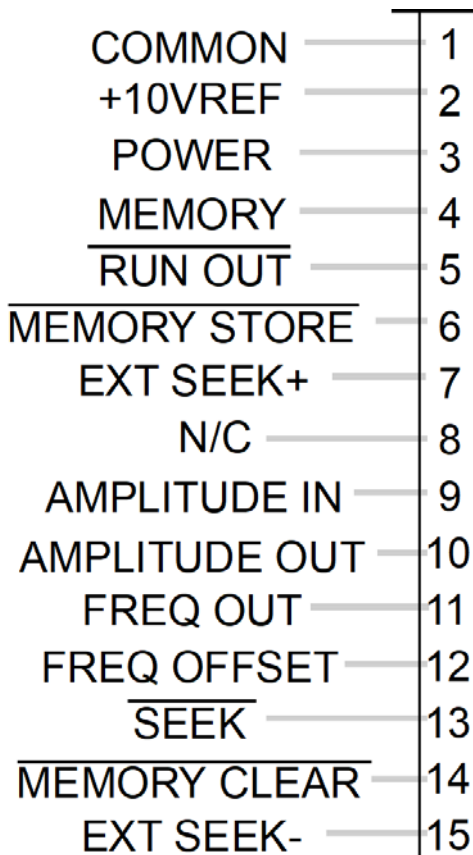 COMMON 1
+10VREF 2
POWER 3
MEMORY 4
RUN OUT 5
MEMORY STORE 6
EXT SEEK+ 7
N/C 8
AMPLITUDE IN 9
AMPLITUDE OUT 10
FREQ OUT 11
FREQ OFFSET 12
SEEK 13
MEMORY CLEAR 14
EXT SEEK- 15